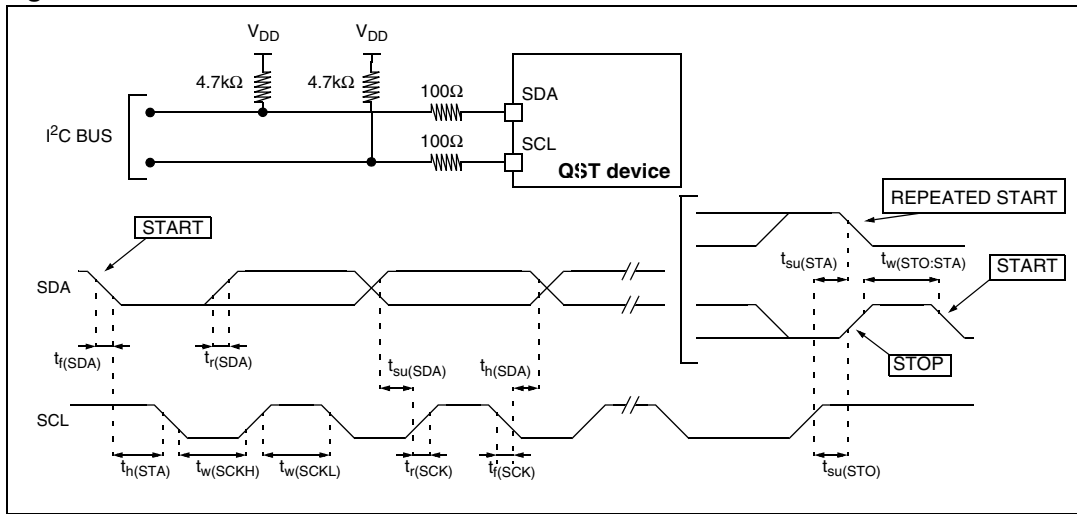 V_DD V_DD
4.7kΩ 4.7kΩ
100Ω SDA
I²C BUS
100Ω SCL
QST device
REPEATED START
START
t_su(STA) t_w(STO:STA) START
SDA
t_f(SDA) t_r(SDA) t_su(SDA) t_h(SDA)
STOP
SCL
t_h(STA) t_w(SCKH) t_w(SCKL) t_r(SCK) t_f(SCK) t_su(STO)